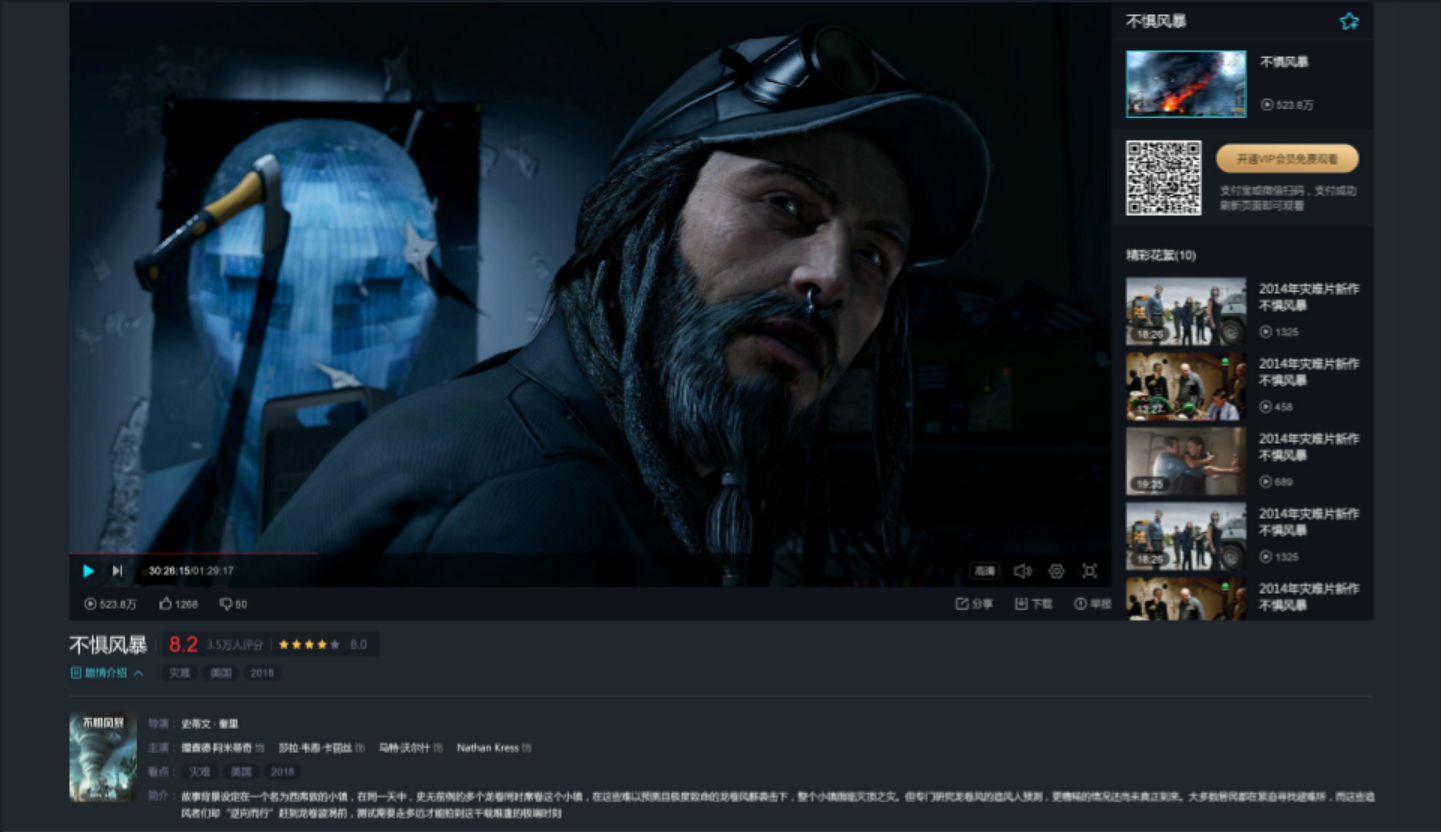 不惧风暴
不惧风暴
523.8万
开通VIP会员免费观看
支付宝或微信扫码，支付成功
刷新页面即可观看
精彩花絮(10)
2014年灾难片新作
不惧风暴
18:26
1325
2014年灾难片新作
不惧风暴
13:27
458
2014年灾难片新作
不惧风暴
19:35
689
2014年灾难片新作
不惧风暴
18:26
1325
2014年灾难片新作
不惧风暴
30:26:15/01:29:17
高清
523.8万 1268 50
分享 下载 举报
不惧风暴 8.2 3.5万人评分 8.0
剧情介绍 灾难 美国 2018
不惧风暴
导演：史蒂文·奎里
主演：理查德·阿米蒂奇 饰 莎拉·韦恩·卡丽丝 饰 马特·沃尔什 饰 Nathan Kress 饰
看点：灾难 美国 2018
简介：故事背景设定在一个名为西弗敦的小镇，在同一天中，史无前例的多个龙卷风同时席卷这个小镇，在这些难以预测且极度致命的龙卷风群袭击下，整个小镇面临灭顶之灾。但专门研究龙卷风的追风人预测，更糟糕的情况还尚未真正到来。大多数居民都在紧迫寻找避难所，而这些追
风者们却“逆向而行”赶到龙卷漩涡前，测试需要走多远才能拍到这千载难逢的极端时刻